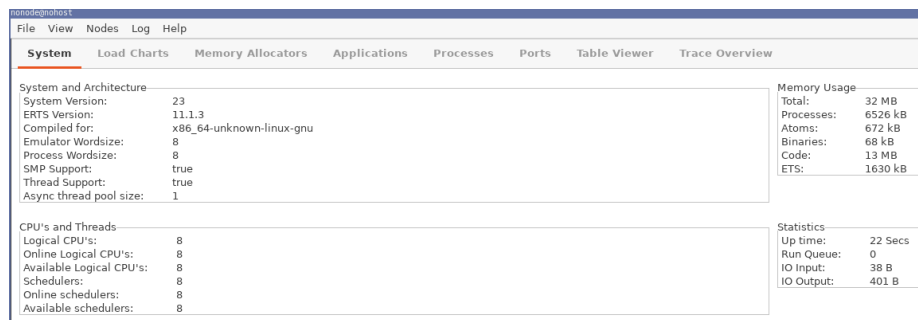 nonode@nohost
File View Nodes Log Help
System Load Charts Memory Allocators Applications Processes Ports Table Viewer Trace Overview
System and Architecture
System Version: 23
ERTS Version: 11.1.3
Compiled for: x86_64-unknown-linux-gnu
Emulator Wordsize: 8
Process Wordsize: 8
SMP Support: true
Thread Support: true
Async thread pool size: 1
Memory Usage
Total: 32 MB
Processes: 6526 kB
Atoms: 672 kB
Binaries: 68 kB
Code: 13 MB
ETS: 1630 kB
CPU's and Threads
Logical CPU's: 8
Online Logical CPU's: 8
Available Logical CPU's: 8
Schedulers: 8
Online schedulers: 8
Available schedulers: 8
Statistics
Up time: 22 Secs
Run Queue: 0
IO Input: 38 B
IO Output: 401 B